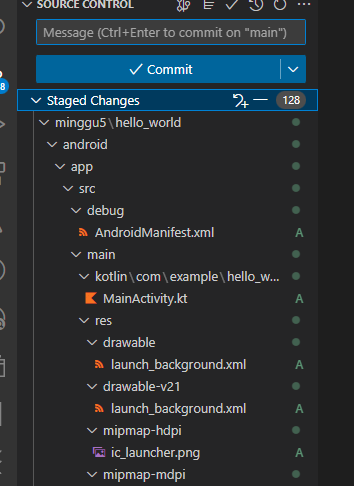 SOURCE CONTROL
Message (Ctrl+Enter to commit on "main")
Commit
Staged Changes 128
minggu5\hello_world
android
app
src
debug
AndroidManifest.xml A
main
kotlin\com\example\hello_w...
MainActivity.kt A
res
drawable
launch_background.xml A
drawable-v21
launch_background.xml A
mipmap-hdpi
ic_launcher.png A
mipmap-mdpi